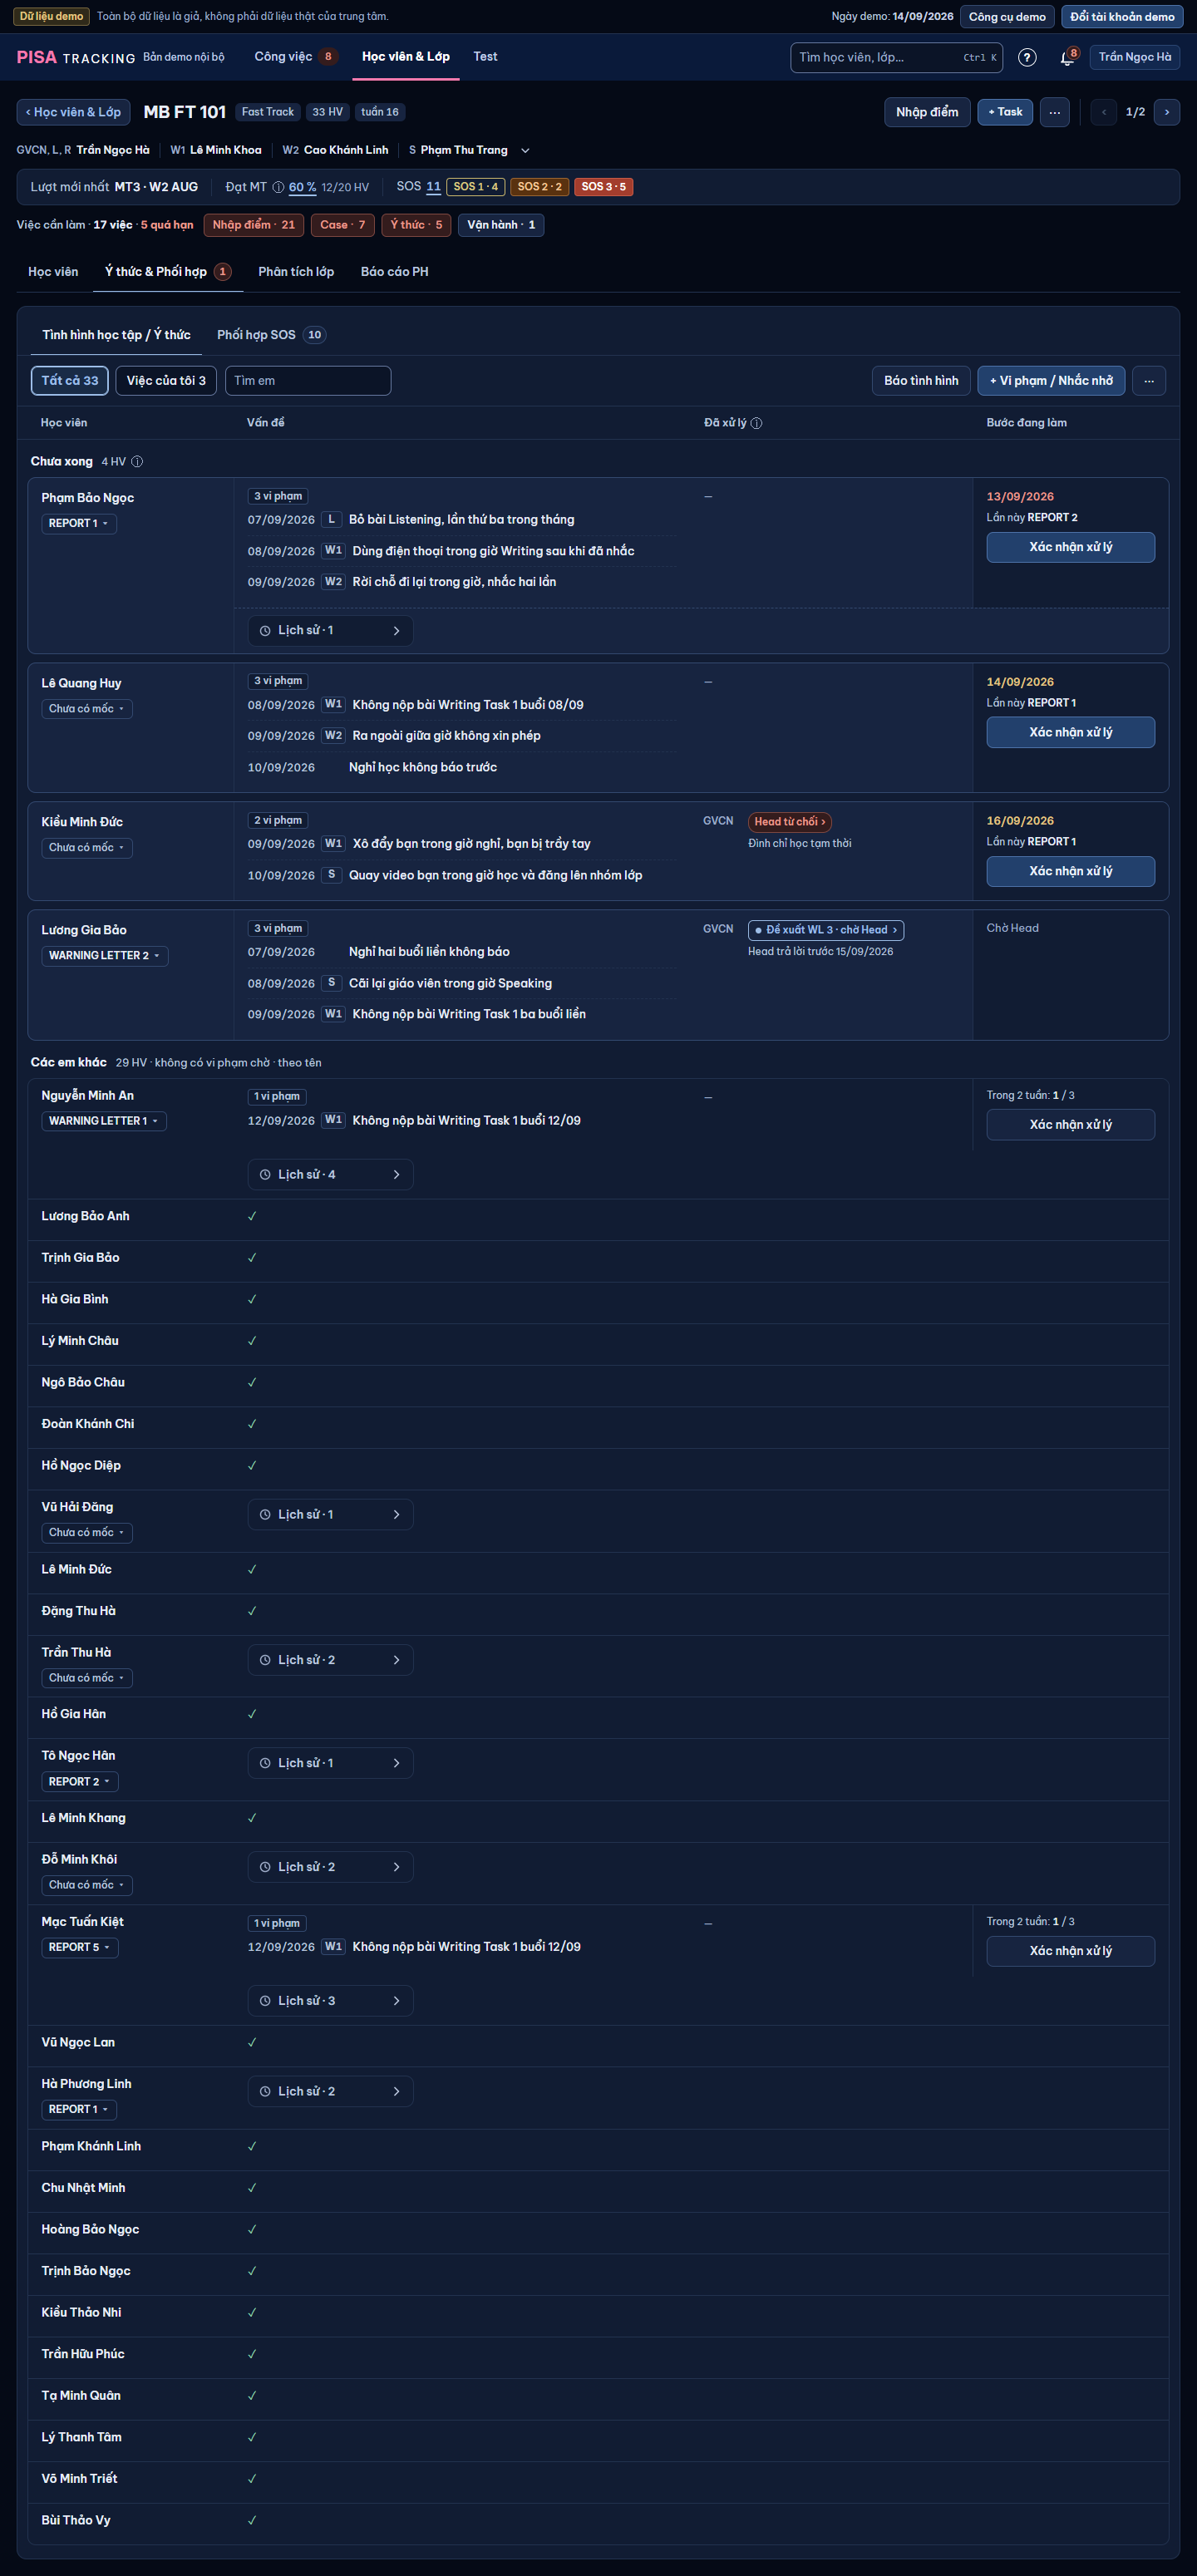 Dữ liệu demo Toàn bộ dữ liệu là giả, không phải dữ liệu thật của trung tâm. Ngày demo: 14/09/2026 Công cụ demo Đổi tài khoản demo
PISA TRACKING Bản demo nội bộ Công việc 8 Học viên & Lớp Test Tìm học viên, lớp... Ctrl K ? 8 Trần Ngọc Hà
‹ Học viên & Lớp MB FT 101 Fast Track 33 HV tuần 16 Nhập điểm + Task ... ‹ 1/2 ›
GVCN, L, R Trần Ngọc Hà W1 Lê Minh Khoa W2 Cao Khánh Linh S Phạm Thu Trang
Lượt mới nhất MT3 · W2 AUG Đạt MT ⓘ 60 % 12/20 HV SOS 11 SOS 1 · 4 SOS 2 · 2 SOS 3 · 5
Việc cần làm · 17 việc · 5 quá hạn Nhập điểm · 21 Case · 7 Ý thức · 5 Vận hành · 1
Học viên Ý thức & Phối hợp 1 Phân tích lớp Báo cáo PH
Tình hình học tập / Ý thức Phối hợp SOS 10
Tất cả 33 Việc của tôi 3 Tìm em Báo tình hình + Vi phạm / Nhắc nhở ...
Học viên Vấn đề Đã xử lý ⓘ Bước đang làm
Chưa xong 4 HV ⓘ
Phạm Bảo Ngọc 3 vi phạm — 13/09/2026
REPORT 1 07/09/2026 L Bỏ bài Listening, lần thứ ba trong tháng Lần này REPORT 2
08/09/2026 W1 Dùng điện thoại trong giờ Writing sau khi đã nhắc Xác nhận xử lý
09/09/2026 W2 Rời chỗ đi lại trong giờ, nhắc hai lần
Lịch sử · 1
Lê Quang Huy 3 vi phạm — 14/09/2026
Chưa có mốc 08/09/2026 W1 Không nộp bài Writing Task 1 buổi 08/09 Lần này REPORT 1
09/09/2026 W2 Ra ngoài giữa giờ không xin phép Xác nhận xử lý
10/09/2026 Nghỉ học không báo trước
Kiều Minh Đức 2 vi phạm GVCN Head từ chối › 16/09/2026
Chưa có mốc 09/09/2026 W1 Xô đẩy bạn trong giờ nghỉ, bạn bị trầy tay Đình chỉ học tạm thời Lần này REPORT 1
10/09/2026 S Quay video bạn trong giờ học và đăng lên nhóm lớp Xác nhận xử lý
Lương Gia Bảo 3 vi phạm GVCN Đề xuất WL 3 · chờ Head › Chờ Head
WARNING LETTER 2 07/09/2026 Nghỉ hai buổi liền không báo Head trả lời trước 15/09/2026
08/09/2026 S Cãi lại giáo viên trong giờ Speaking
09/09/2026 W1 Không nộp bài Writing Task 1 ba buổi liền
Các em khác 29 HV · không có vi phạm chờ · theo tên
Nguyễn Minh An 1 vi phạm — Trong 2 tuần: 1 / 3
WARNING LETTER 1 12/09/2026 W1 Không nộp bài Writing Task 1 buổi 12/09 Xác nhận xử lý
Lịch sử · 4
Lương Bảo Anh ✓
Trịnh Gia Bảo ✓
Hà Gia Bình ✓
Lý Minh Châu ✓
Ngô Bảo Châu ✓
Đoàn Khánh Chi ✓
Hồ Ngọc Diệp ✓
Vũ Hải Đăng Lịch sử · 1
Chưa có mốc
Lê Minh Đức ✓
Đặng Thu Hà ✓
Trần Thu Hà Lịch sử · 2
Chưa có mốc
Hồ Gia Hân ✓
Tô Ngọc Hân Lịch sử · 1
REPORT 2
Lê Minh Khang ✓
Đỗ Minh Khôi Lịch sử · 2
Chưa có mốc
Mạc Tuấn Kiệt 1 vi phạm — Trong 2 tuần: 1 / 3
REPORT 5 12/09/2026 W1 Không nộp bài Writing Task 1 buổi 12/09 Xác nhận xử lý
Lịch sử · 3
Vũ Ngọc Lan ✓
Hà Phương Linh Lịch sử · 2
REPORT 1
Phạm Khánh Linh ✓
Chu Nhật Minh ✓
Hoàng Bảo Ngọc ✓
Trịnh Bảo Ngọc ✓
Kiều Thảo Nhi ✓
Trần Hữu Phúc ✓
Tạ Minh Quân ✓
Lý Thanh Tâm ✓
Võ Minh Triết ✓
Bùi Thảo Vy ✓